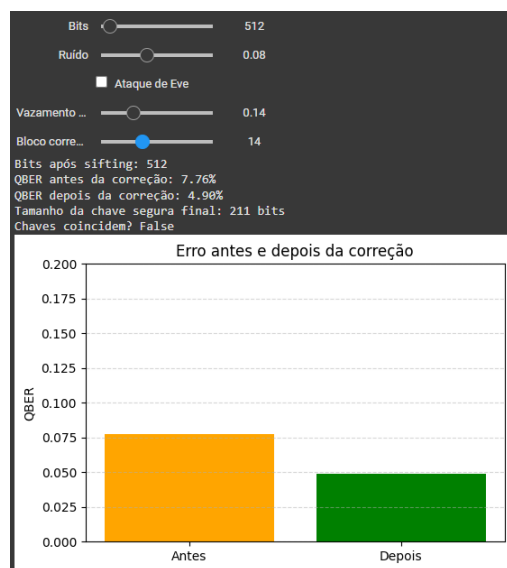 Bits 512
Ruído 0.08
Ataque de Eve
Vazamento ... 0.14
Bloco corre... 14
Bits após sifting: 512
QBER antes da correção: 7.76%
QBER depois da correção: 4.90%
Tamanho da chave segura final: 211 bits
Chaves coincidem? False
Erro antes e depois da correção
0.200
0.175
0.150
0.125
0.100
0.075
0.050
0.025
0.000
QBER
Antes Depois